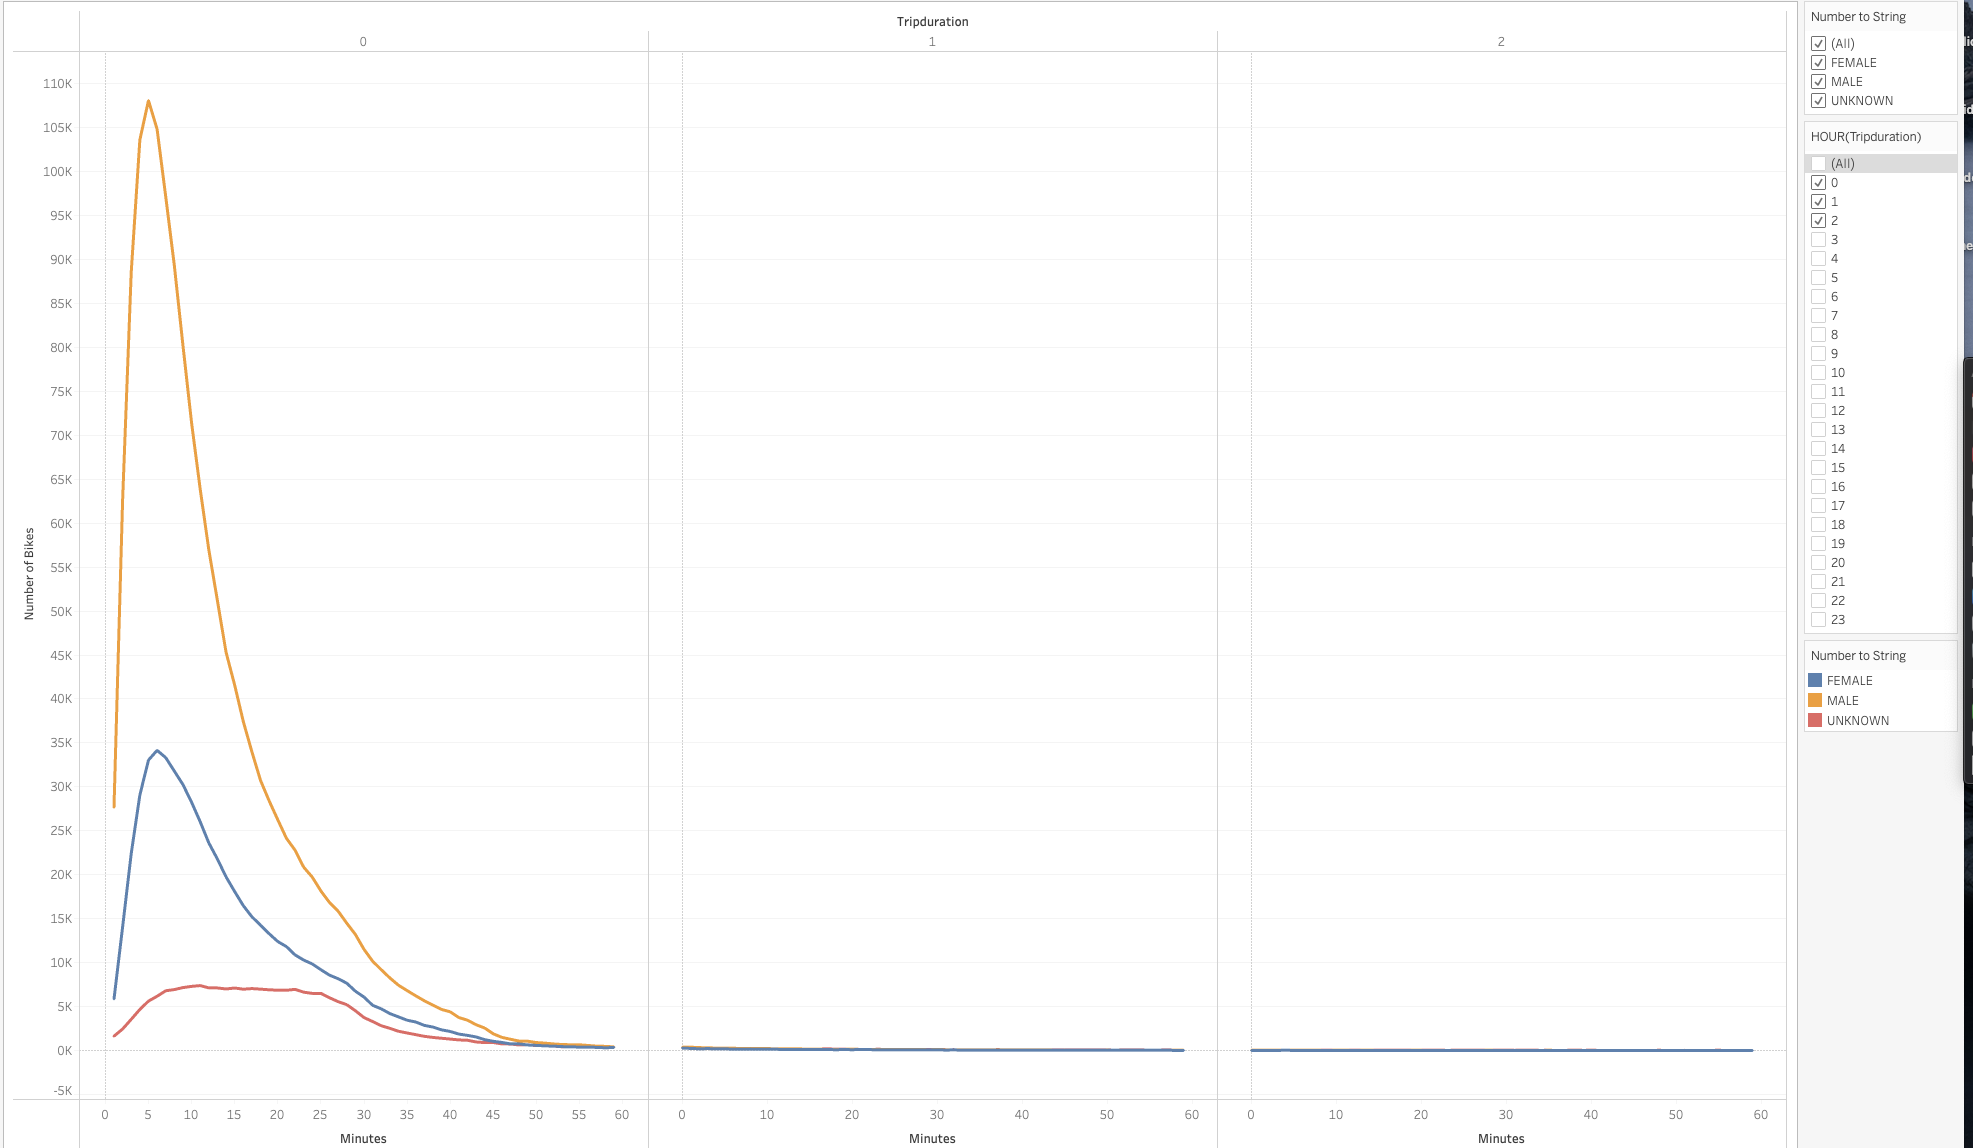 Tripduration
0 1 2
110K
105K
100K
95K
90K
85K
80K
75K
70K
65K
60K
55K
50K
45K
40K
35K
30K
25K
20K
15K
10K
5K
0K
-5K
Number of Bikes
0 5 10 15 20 25 30 35 40 45 50 55 60
0 10 20 30 40 50 60
0 10 20 30 40 50 60
Minutes
Minutes
Minutes
Number to String
(All)
FEMALE
MALE
UNKNOWN
HOUR(Tripduration)
(All)
0
1
2
3
4
5
6
7
8
9
10
11
12
13
14
15
16
17
18
19
20
21
22
23
Number to String
FEMALE
MALE
UNKNOWN